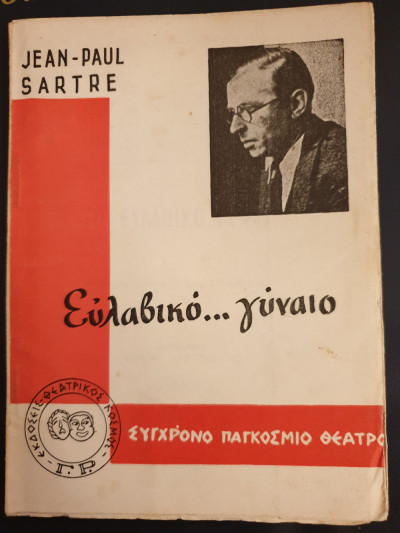 JEAN-PAUL
SARTRE
Εὐλαβικό... γύναιο
ΕΚΔΟΣΕΙΣ·ΘΕΑΤΡΙΚΟΣ ΚΟΣΜΟΣ·
Γ.Ρ.
ΣΥΓΧΡΟΝΟ ΠΑΓΚΟΣΜΙΟ ΘΕΑΤΡΟ